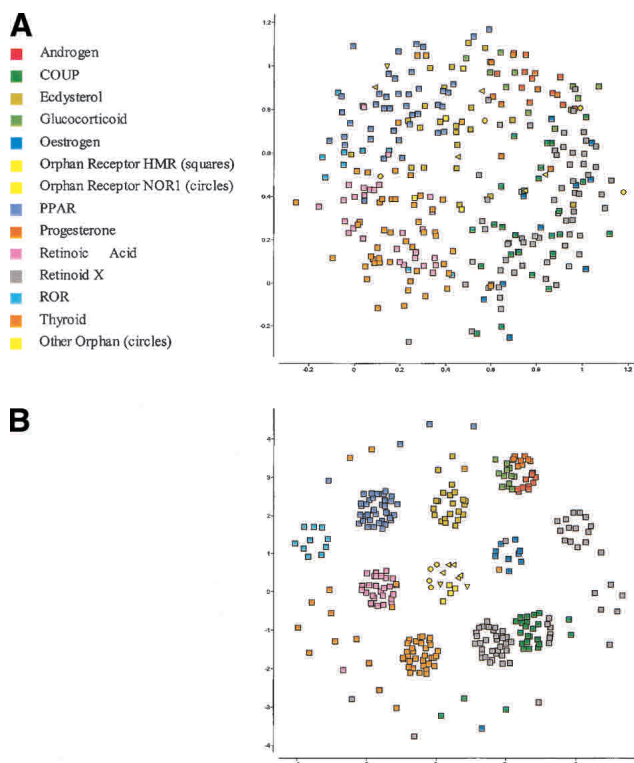 A
Androgen
COUP
Ecdysterol
Glucocorticoid
Oestrogen
Orphan Receptor HMR (squares)
Orphan Receptor NOR1 (circles)
PPAR
Progesterone
Retinoic Acid
Retinoid X
ROR
Thyroid
Other Orphan (circles)
1.2
1
0.8
0.6
0.4
0.2
0
-0.2
-0.2 0 0.2 0.4 0.6 0.8 1 1.2
B
4
3
2
1
0
-1
-2
-3
-4